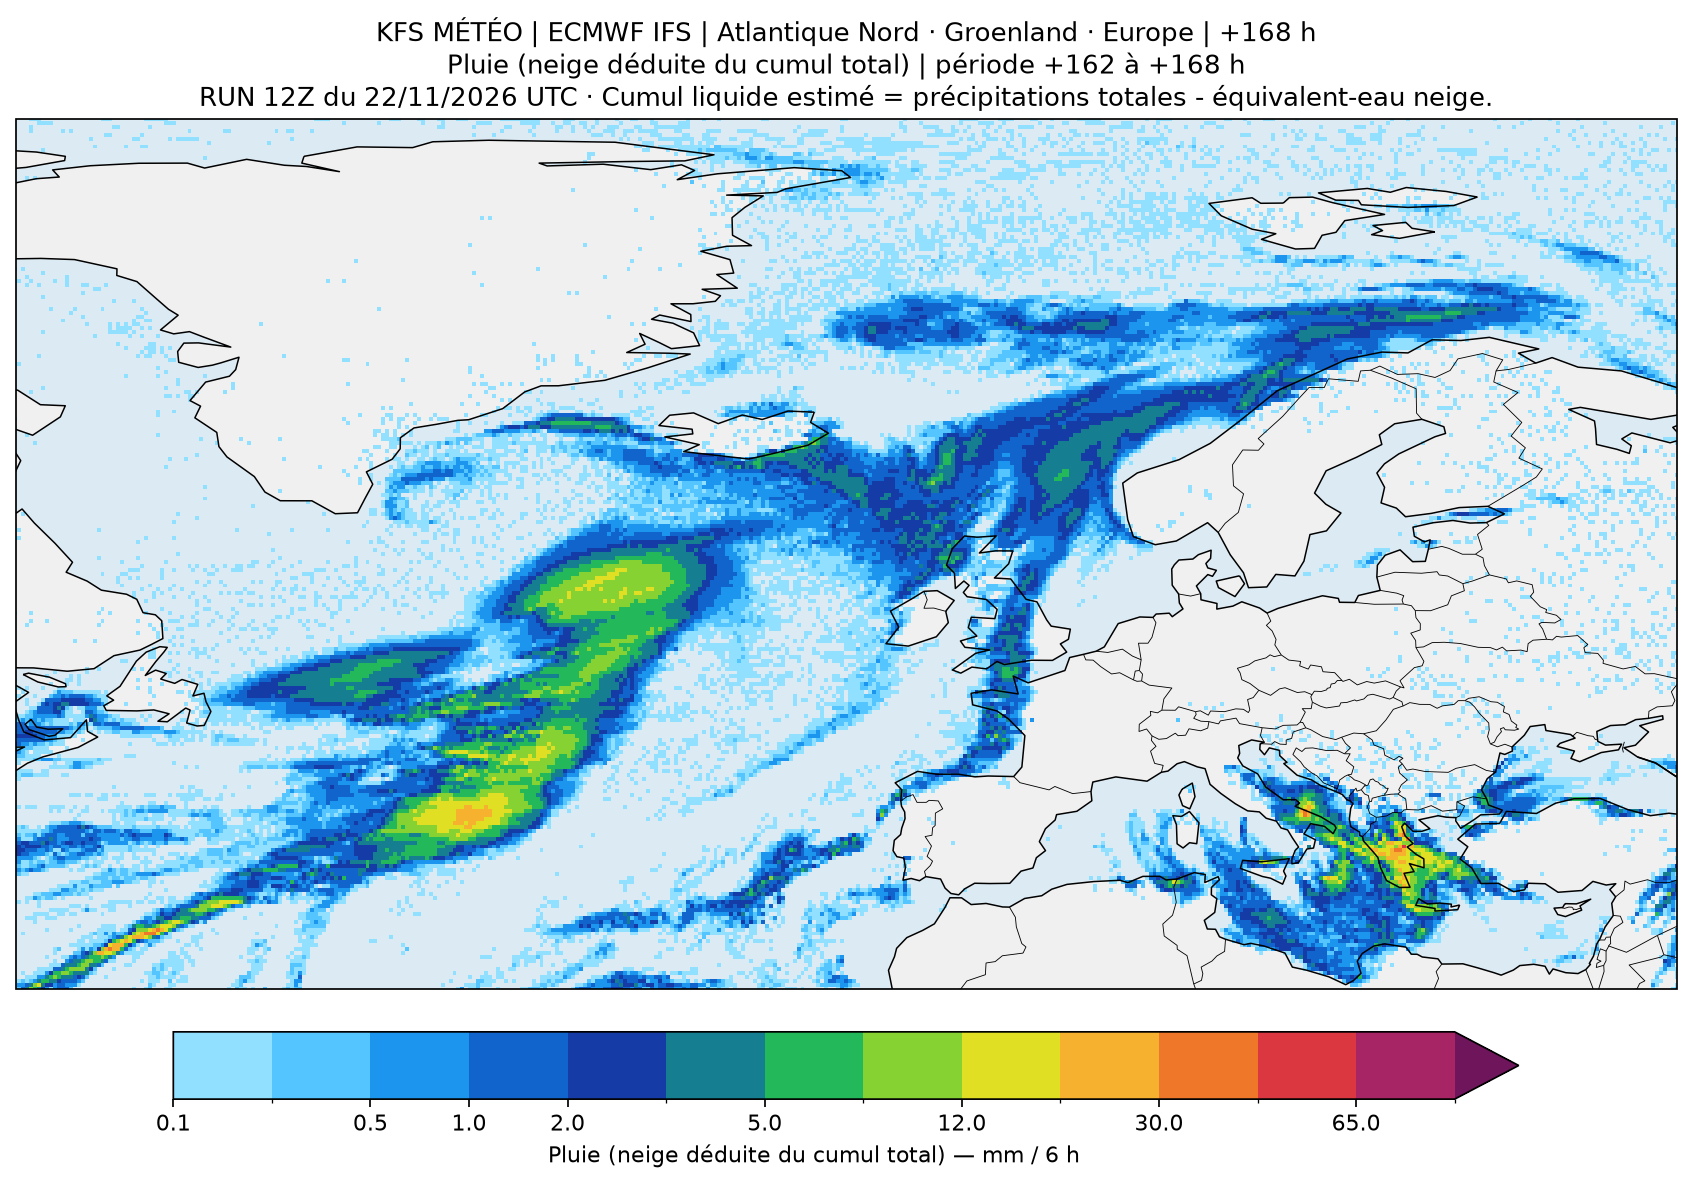 KFS MÉTÉO | ECMWF IFS | Atlantique Nord · Groenland · Europe | +168 h
Pluie (neige déduite du cumul total) | période +162 à +168 h
RUN 12Z du 22/11/2026 UTC · Cumul liquide estimé = précipitations totales - équivalent-eau neige.
0.1 0.5 1.0 2.0 5.0 12.0 30.0 65.0
Pluie (neige déduite du cumul total) — mm / 6 h